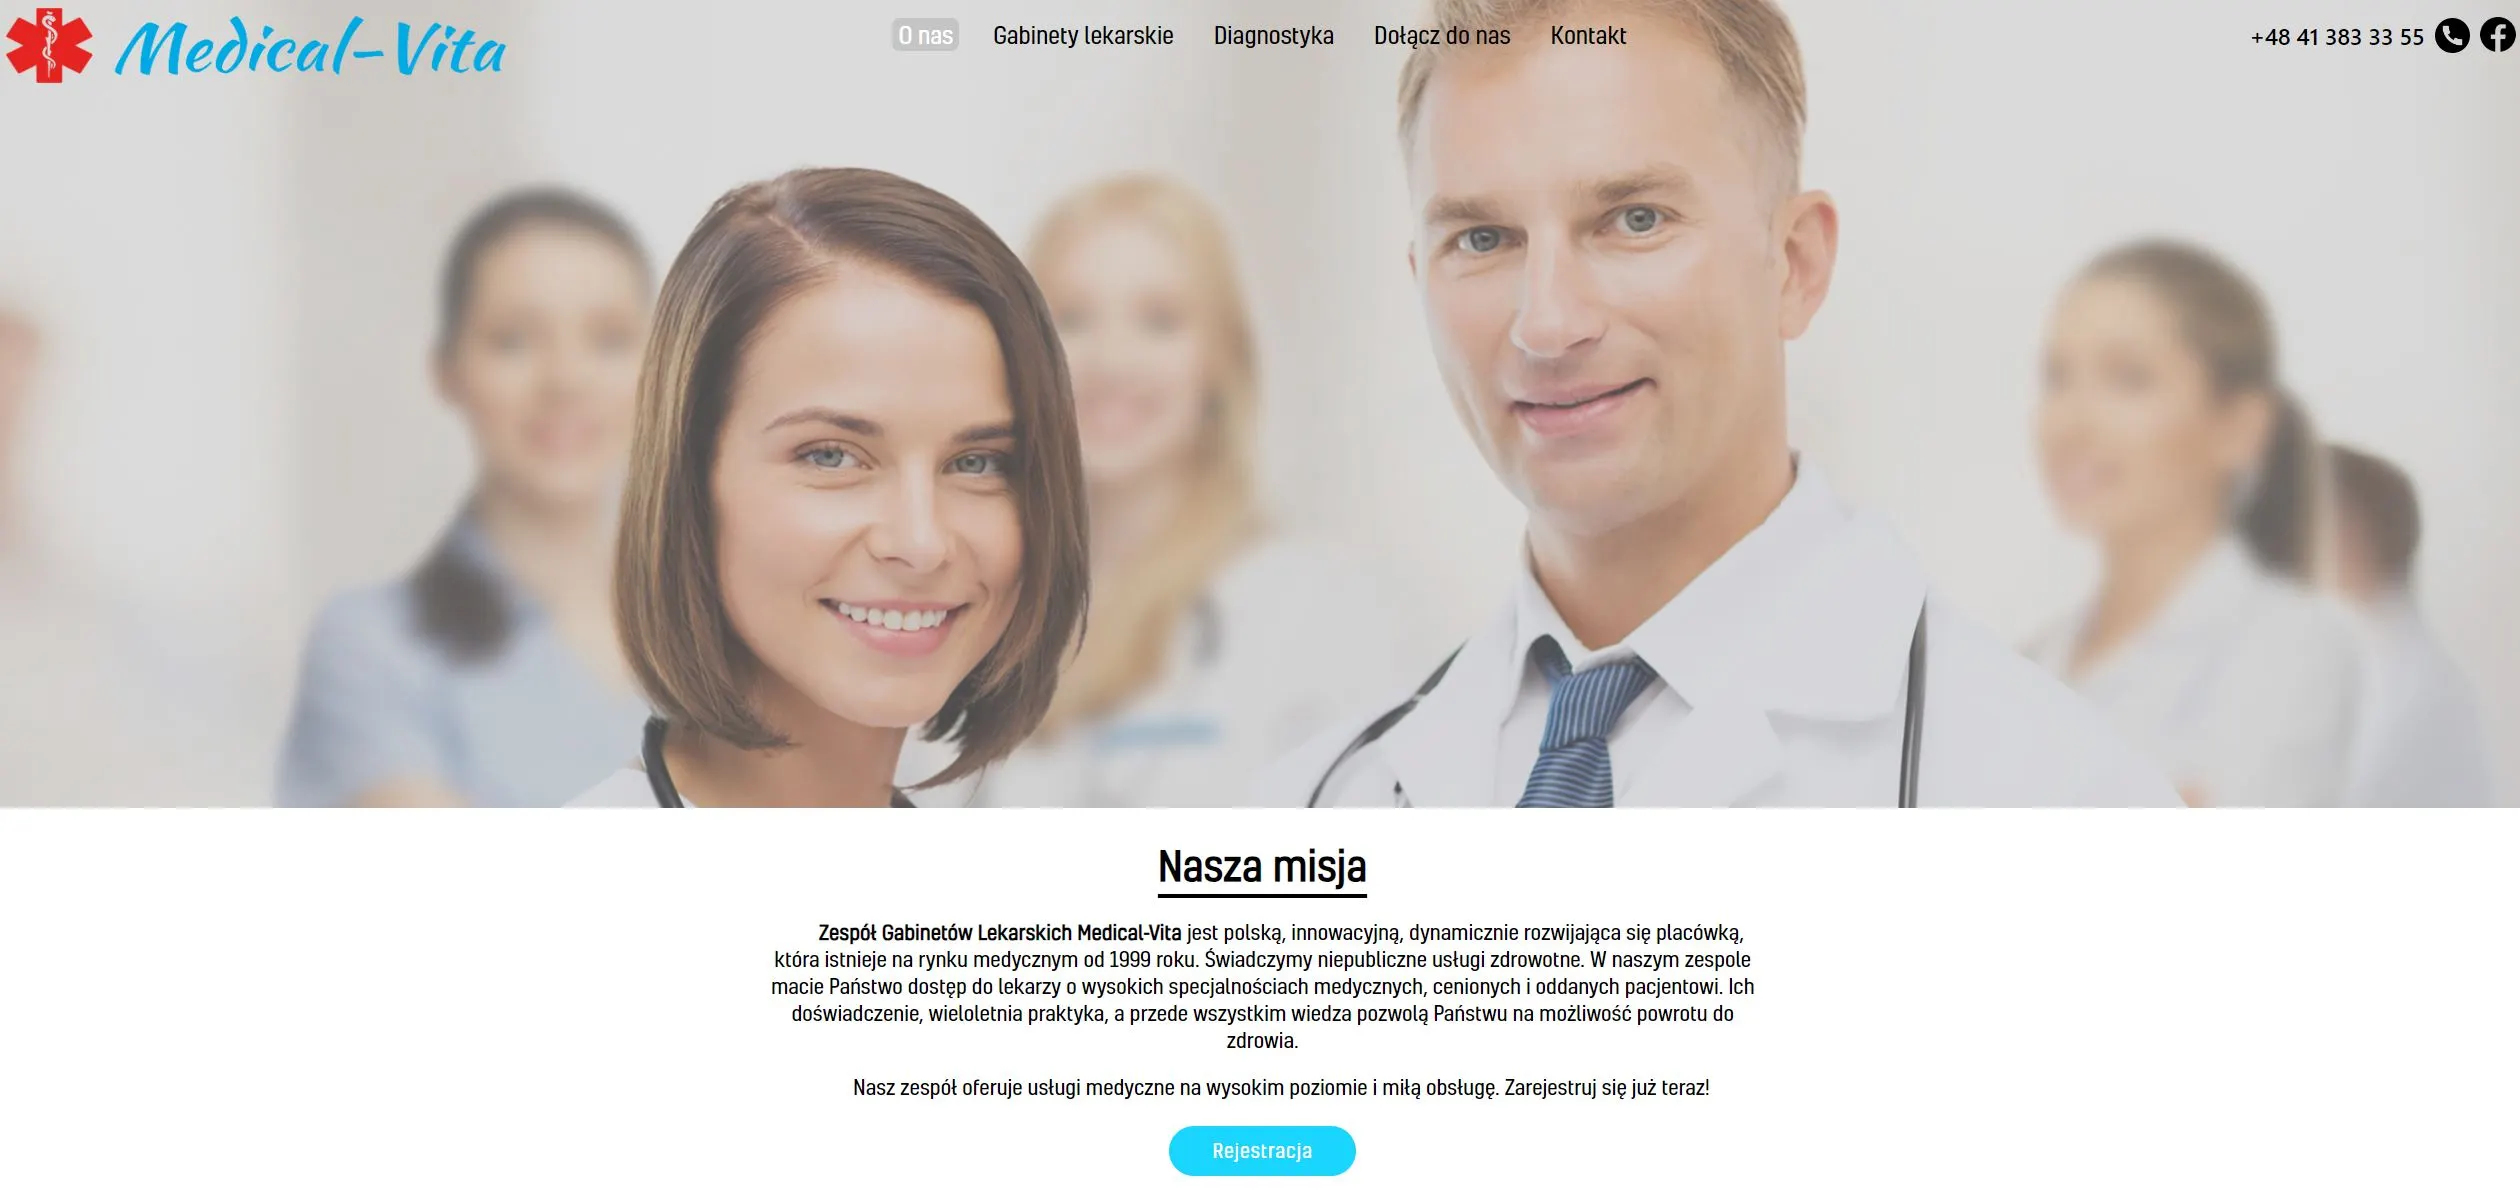 Medical-Vita
O nas
Gabinety lekarskie
Diagnostyka
Dołącz do nas
Kontakt
+48 41 383 33 55
Nasza misja
Zespół Gabinetów Lekarskich Medical-Vita jest polską, innowacyjną, dynamicznie rozwijająca się placówką,
która istnieje na rynku medycznym od 1999 roku. Świadczymy niepubliczne usługi zdrowotne. W naszym zespole
macie Państwo dostęp do lekarzy o wysokich specjalnościach medycznych, cenionych i oddanych pacjentowi. Ich
doświadczenie, wieloletnia praktyka, a przede wszystkim wiedza pozwolą Państwu na możliwość powrotu do
zdrowia.
Nasz zespół oferuje usługi medyczne na wysokim poziomie i miłą obsługę. Zarejestruj się już teraz!
Rejestracja